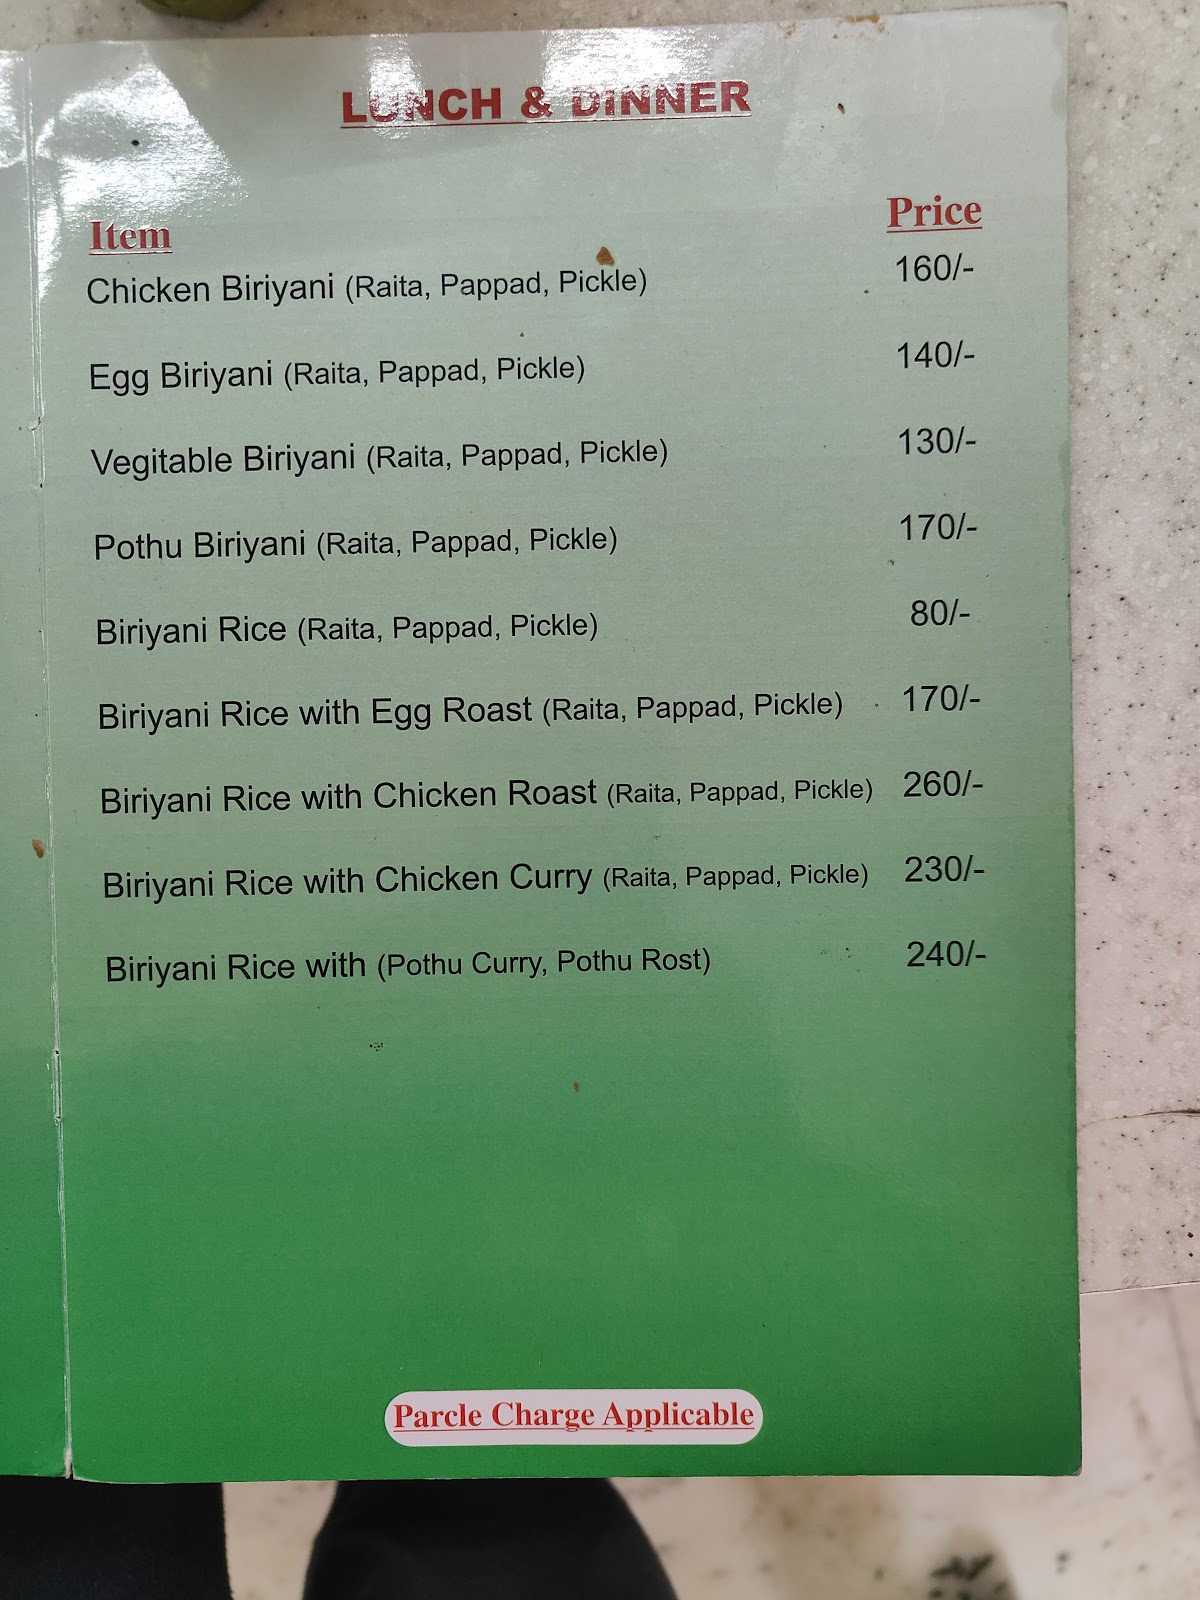 LUNCH & DINNER
Item Price
Chicken Biriyani (Raita, Pappad, Pickle) 160/-
Egg Biriyani (Raita, Pappad, Pickle) 140/-
Vegitable Biriyani (Raita, Pappad, Pickle) 130/-
Pothu Biriyani (Raita, Pappad, Pickle) 170/-
Biriyani Rice (Raita, Pappad, Pickle) 80/-
Biriyani Rice with Egg Roast (Raita, Pappad, Pickle) 170/-
Biriyani Rice with Chicken Roast (Raita, Pappad, Pickle) 260/-
Biriyani Rice with Chicken Curry (Raita, Pappad, Pickle) 230/-
Biriyani Rice with (Pothu Curry, Pothu Rost) 240/-
Parcle Charge Applicable